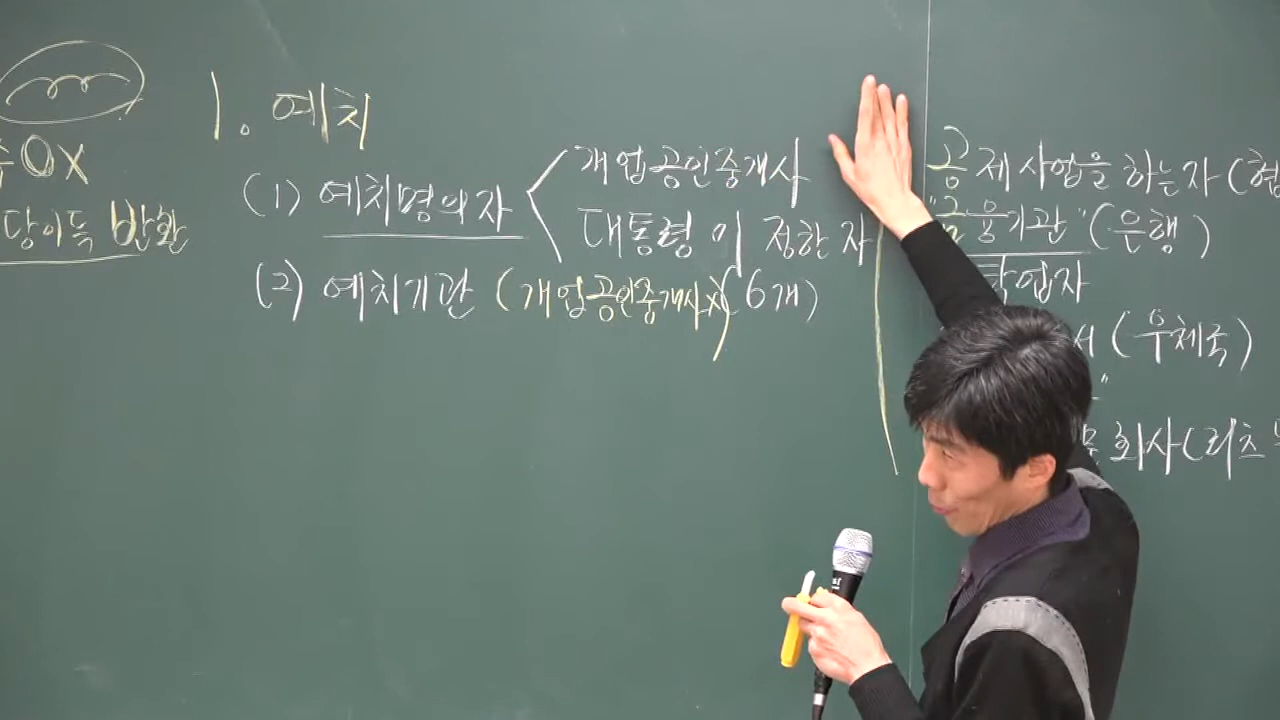 OX
당이득 반환
1. 예치
(1) 예치명의자
개업공인중개사
대통령이 정한 자
(2) 예치기관 (개업공인중개사X) (6개)
공제사업을 하는자 (협
"금융기관" (은행)
탁업자
서 (우체국)
회사 (리츠